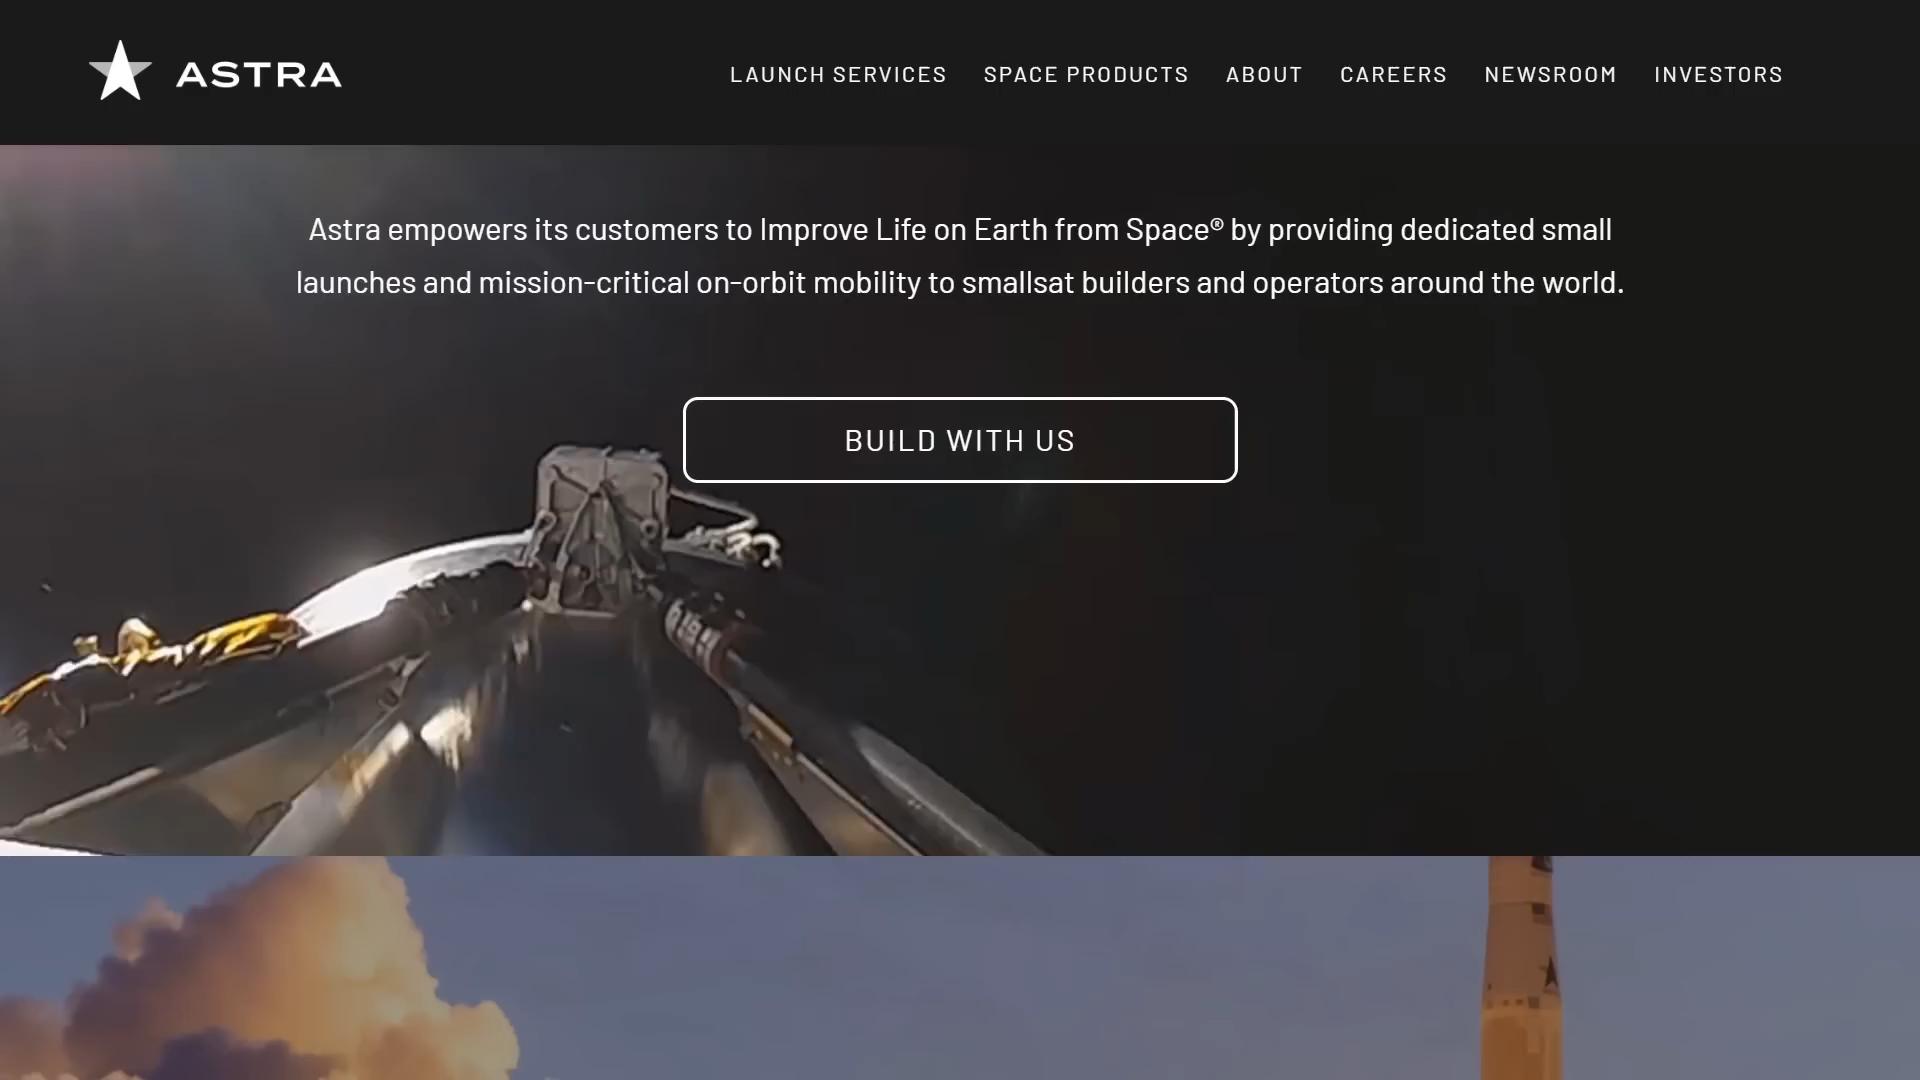 ASTRA
LAUNCH SERVICES
SPACE PRODUCTS
ABOUT
CAREERS
NEWSROOM
INVESTORS
Astra empowers its customers to Improve Life on Earth from Space® by providing dedicated small
launches and mission-critical on-orbit mobility to smallsat builders and operators around the world.
BUILD WITH US